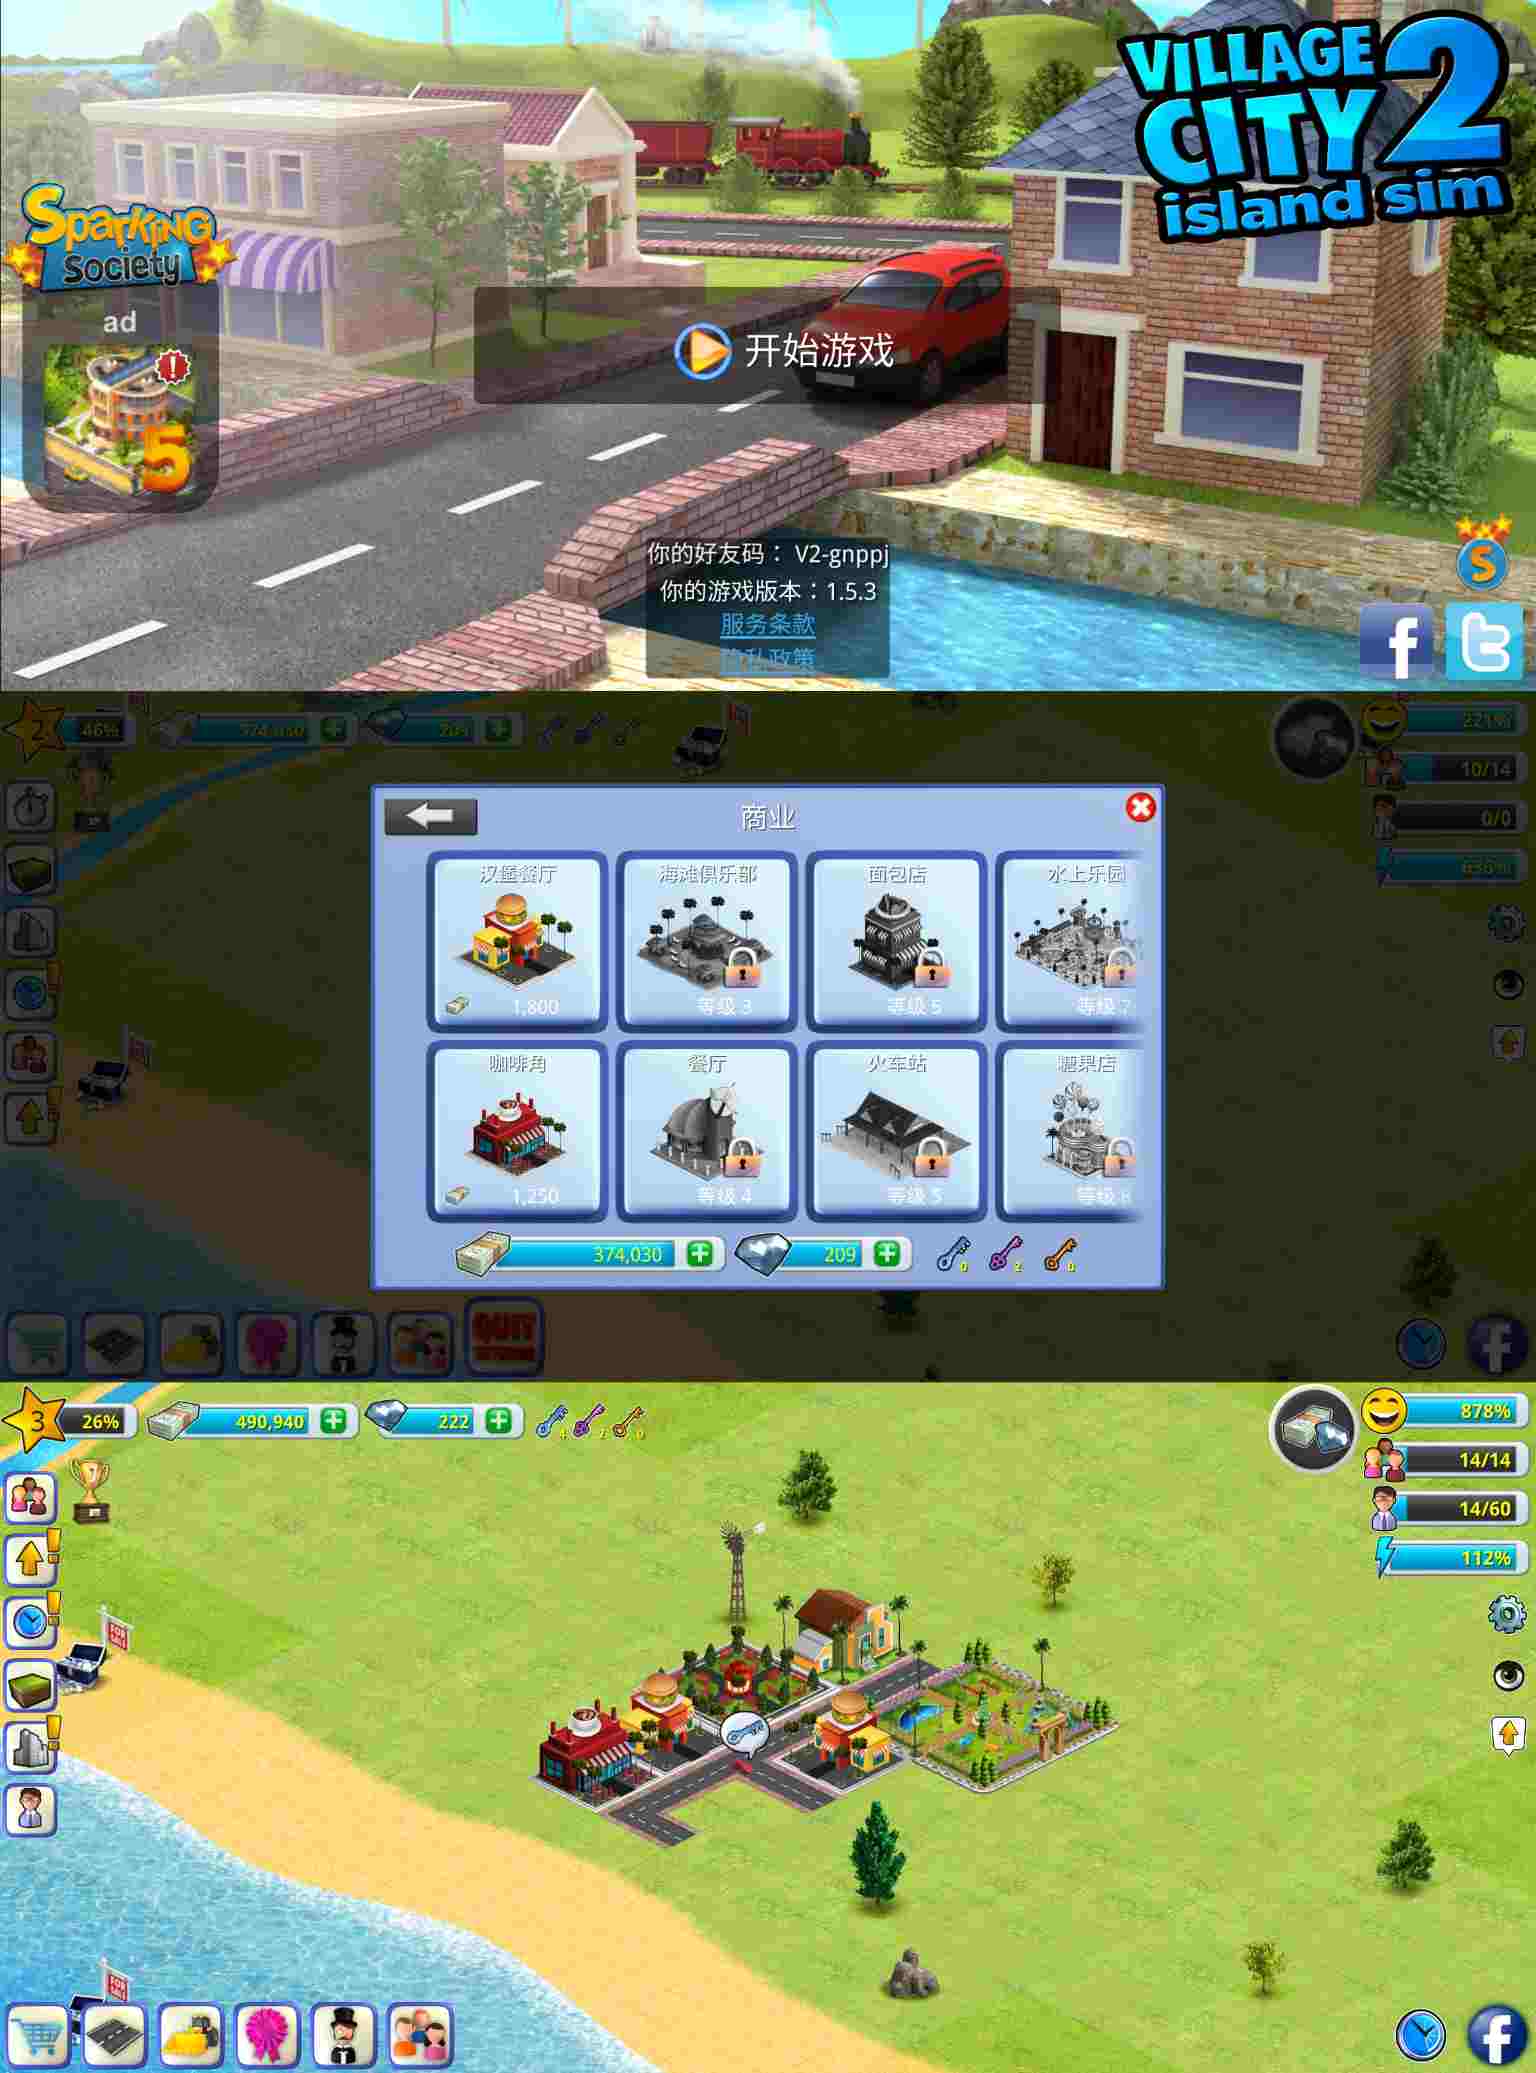 VILLAGE
CITY 2
island sim
Sparking
Society
ad
5
开始游戏
你的好友码： V2-gnppj
你的游戏版本：1.5.3
服务条款
隐私政策
S
2 46% 374,030 209
221%
10/14
0/0
636%
商业
汉堡餐厅 海滩俱乐部 面包店 水上乐园
1,800 等级 3 等级 5 等级 7
咖啡角 餐厅 火车站 糖果店
1,250 等级 4 等级 5 等级 8
374,030 209 0 2 0
QUIT
3 26% 490,940 222 4 2 0
878%
14/14
14/60
112%
FOR
SALE
FOR
SALE